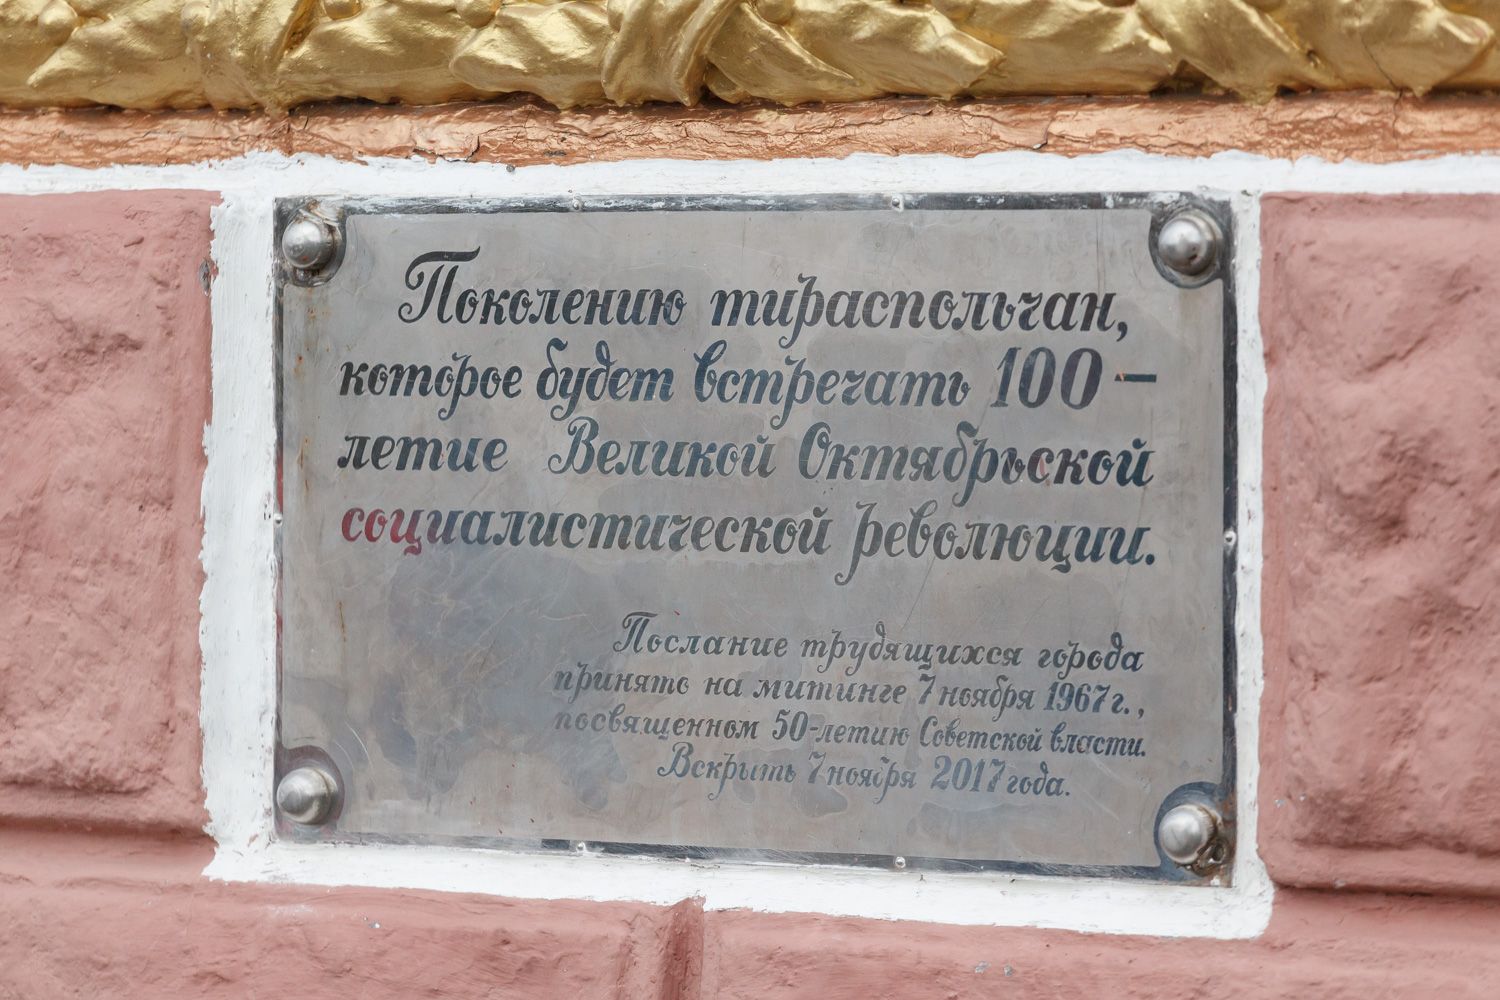 Поколению тираспольчан,
которое будет встречать 100-
летие Великой Октябрьской
социалистической революции.
Послание трудящихся города
принято на митинге 7 ноября 1967 г.,
посвященном 50-летию Советской власти.
Вскрыть 7 ноября 2017 года.